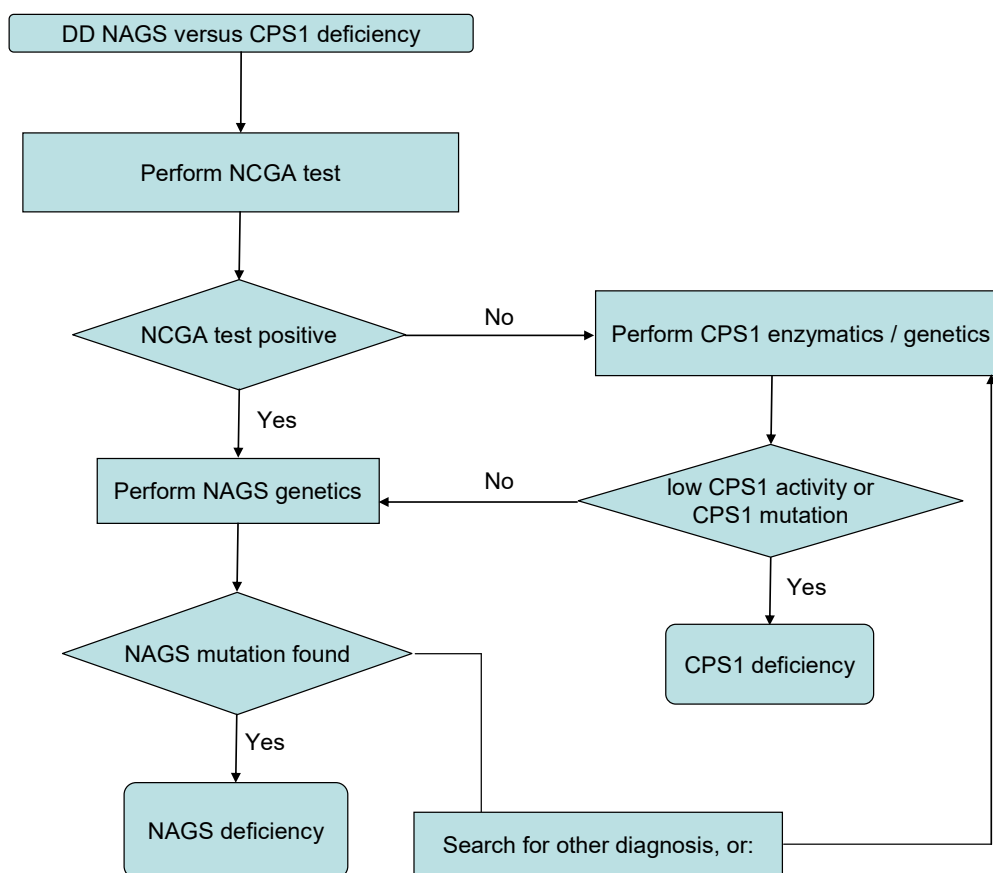 DD NAGS versus CPS1 deficiency
Perform NCGA test
NCGA test positive
No
Perform CPS1 enzymatics / genetics
Yes
Perform NAGS genetics
No
low CPS1 activity or
CPS1 mutation
Yes
NAGS mutation found
CPS1 deficiency
Yes
NAGS deficiency
Search for other diagnosis, or: